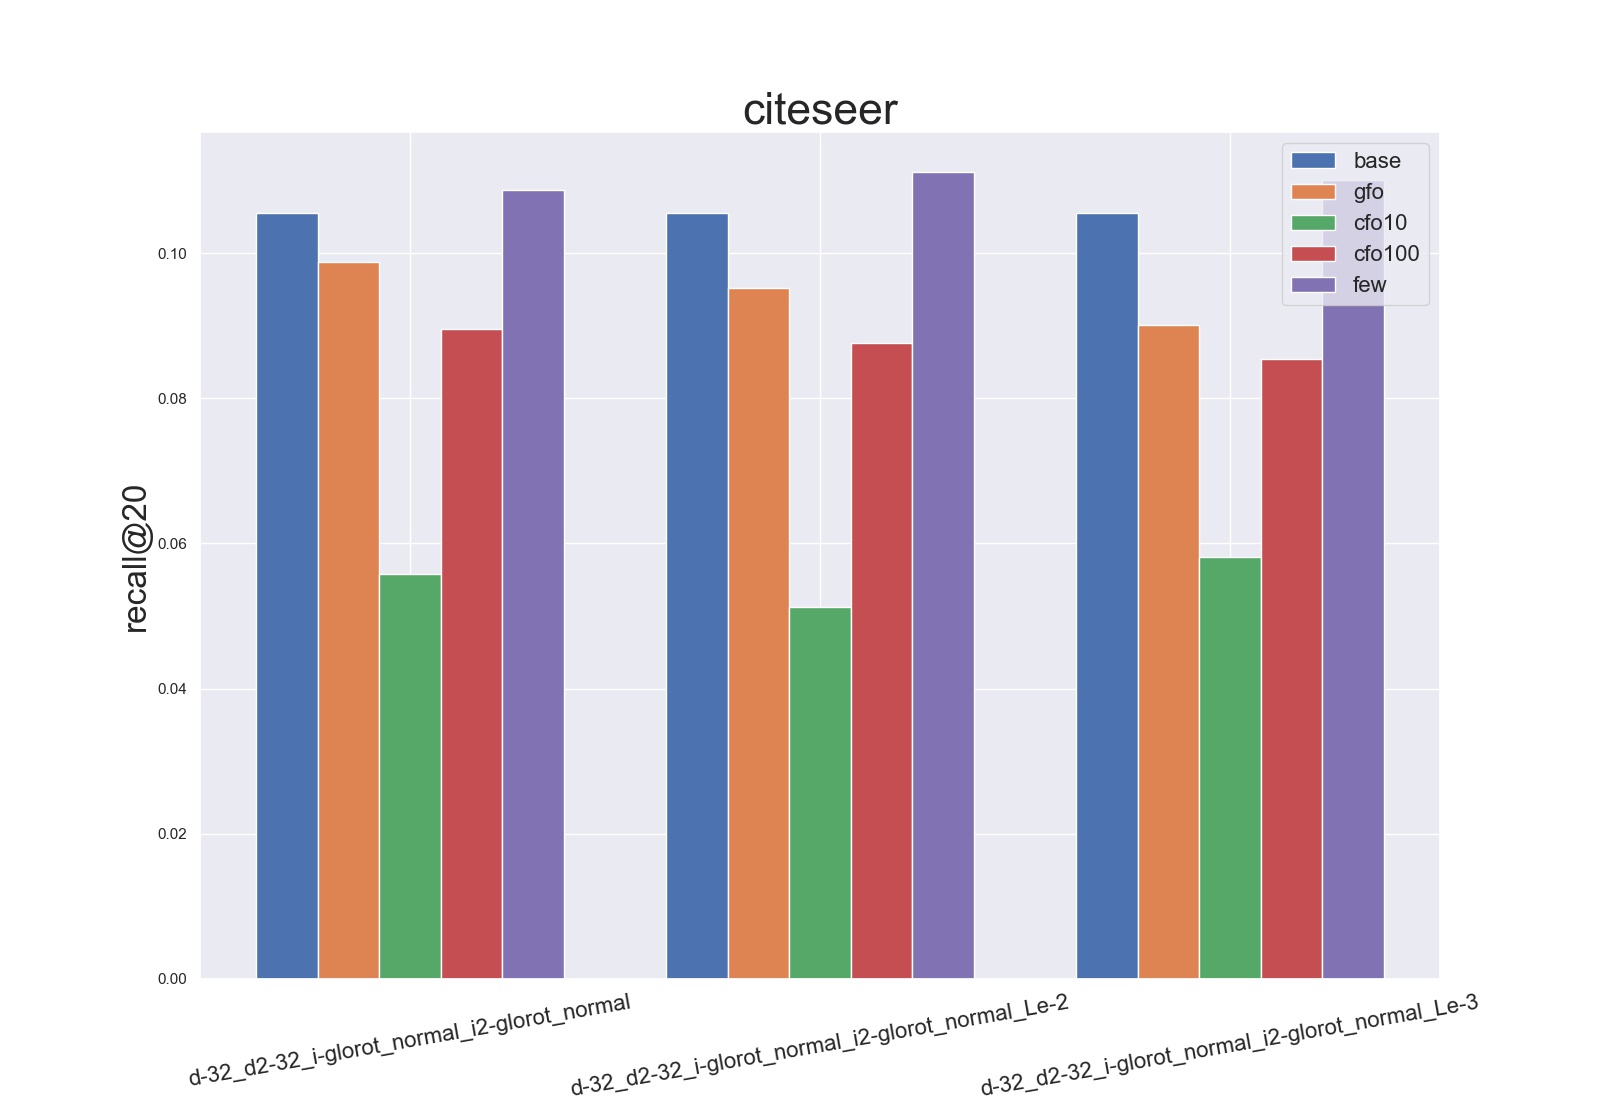 citeseer
base
gfo
cfo10
cfo100
few
recall@20
0.10
0.08
0.06
0.04
0.02
0.00
d-32_d2-32_i-glorot_normal_i2-glorot_normal
d-32_d2-32_i-glorot_normal_i2-glorot_normal_Le-2
d-32_d2-32_i-glorot_normal_i2-glorot_normal_Le-3